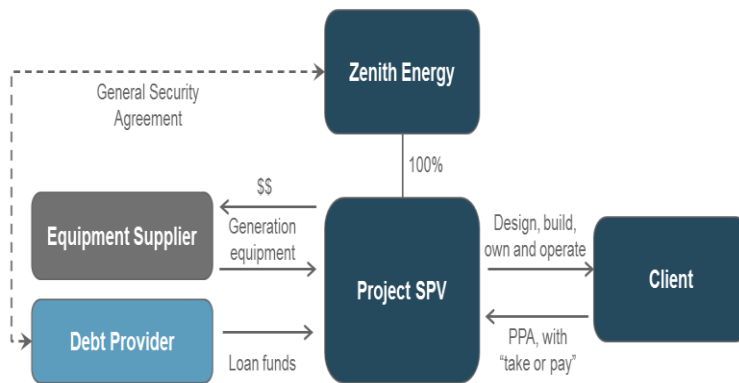 Zenith Energy
General Security
Agreement
100%
$$
Equipment Supplier
Generation
equipment
Project SPV
Design, build,
own and operate
Client
Debt Provider
Loan funds
PPA, with
“take or pay”